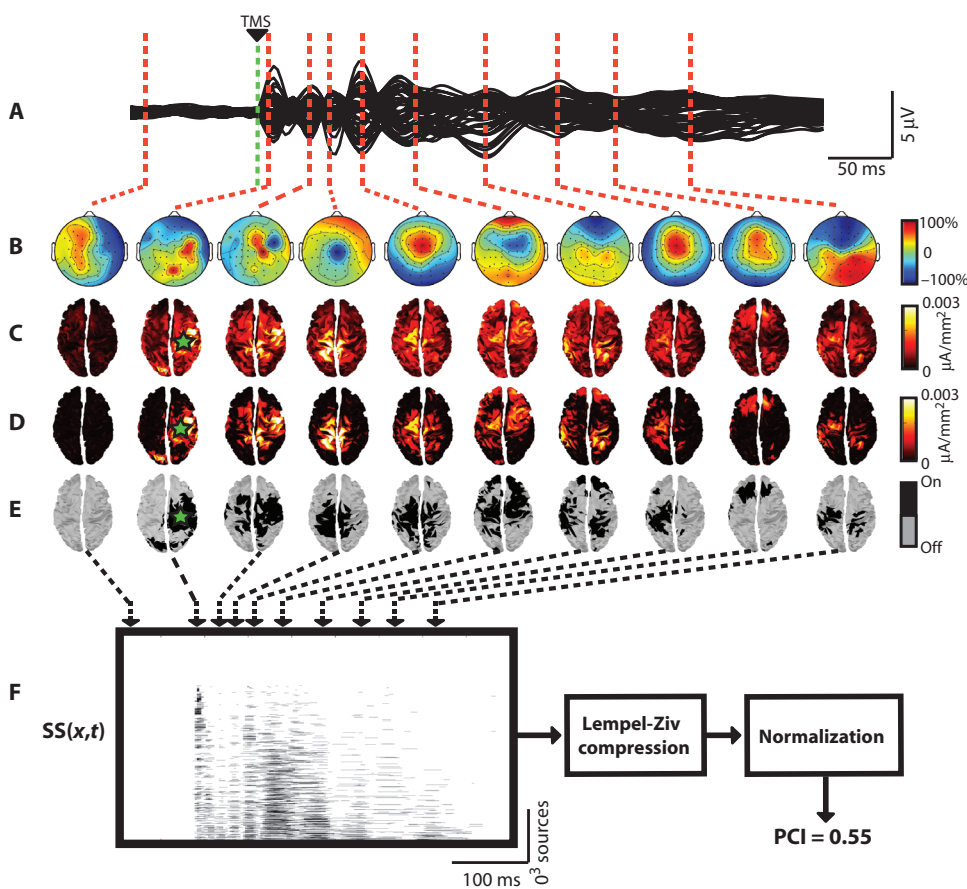 TMS
A
5 μV
50 ms
B
100%
0
−100%
C
0.003
0
μA/mm²
D
0.003
0
μA/mm²
E
On
Off
F
SS(x,t)
Lempel-Ziv
compression
Normalization
PCI = 0.55
100 ms
0³ sources